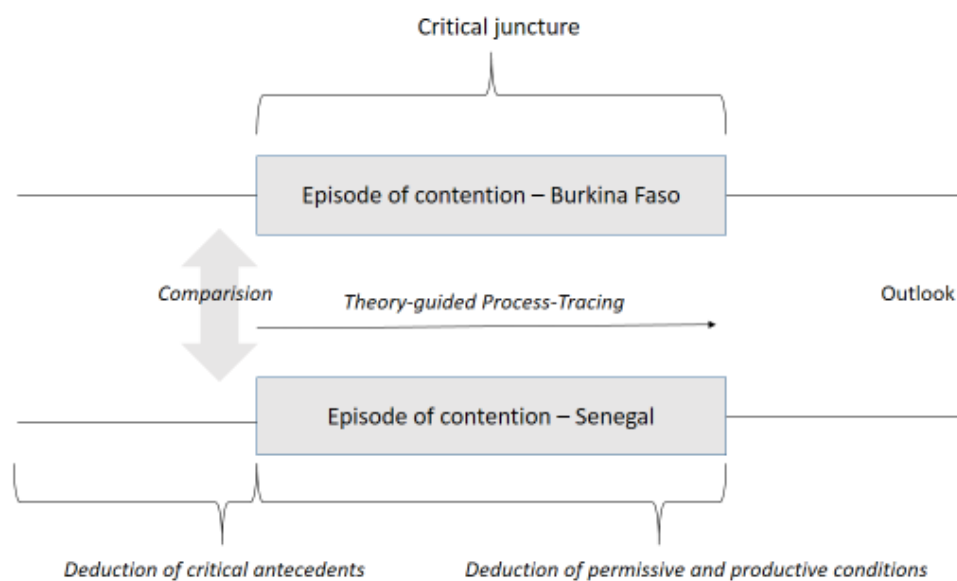 Critical juncture
Episode of contention – Burkina Faso
Comparision
Theory-guided Process-Tracing
Outlook
Episode of contention – Senegal
Deduction of critical antecedents
Deduction of permissive and productive conditions